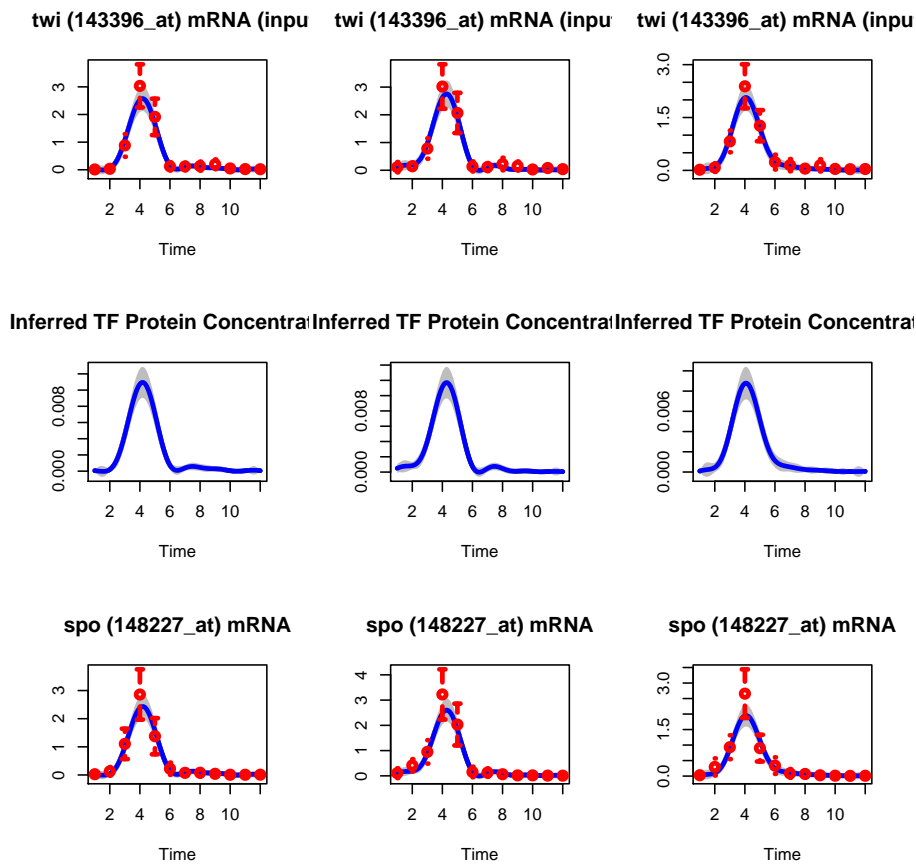 twi (143396_at) mRNA (inpu twi (143396_at) mRNA (inpu twi (143396_at) mRNA (inpu
3 3 3.0
2 2
1 1 1.5
0 0 0.0
2 4 6 8 10 2 4 6 8 10 2 4 6 8 10
Time Time Time
Inferred TF Protein Concentrat Inferred TF Protein Concentrat Inferred TF Protein Concentrat
0.008 0.008 0.006
0.000 0.000 0.000
2 4 6 8 10 2 4 6 8 10 2 4 6 8 10
Time Time Time
spo (148227_at) mRNA spo (148227_at) mRNA spo (148227_at) mRNA
3 4 3.0
2 3
1 2 1.5
0 1 0.0
0
2 4 6 8 10 2 4 6 8 10 2 4 6 8 10
Time Time Time